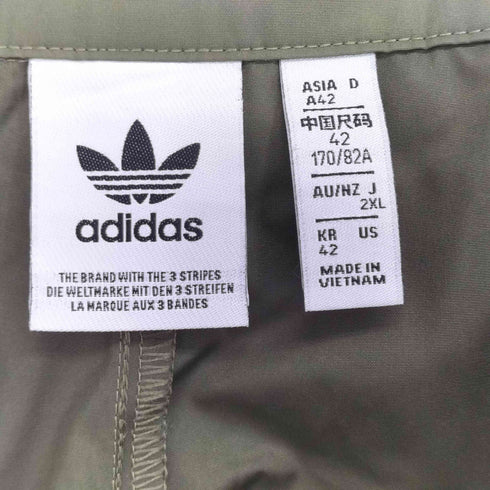 adidas
THE BRAND WITH THE 3 STRIPES
DIE WELTMARKE MIT DEN 3 STREIFEN
LA MARQUE AUX 3 BANDES
ASIA D
A42
中国尺码
42
170/82A
AU/NZ J
2XL
KR US
42
MADE IN
VIETNAM